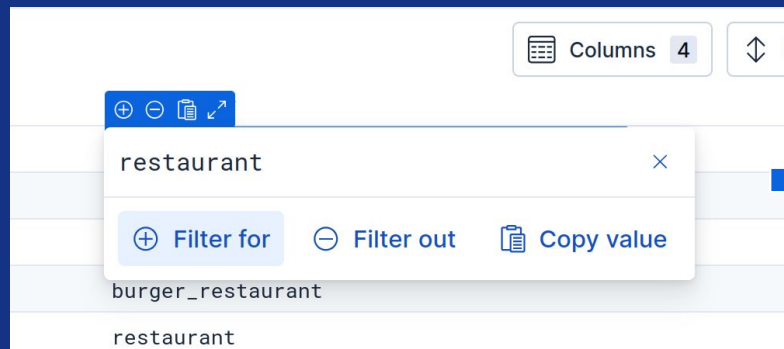 Columns 4
restaurant
Filter for Filter out Copy value
burger_restaurant
restaurant